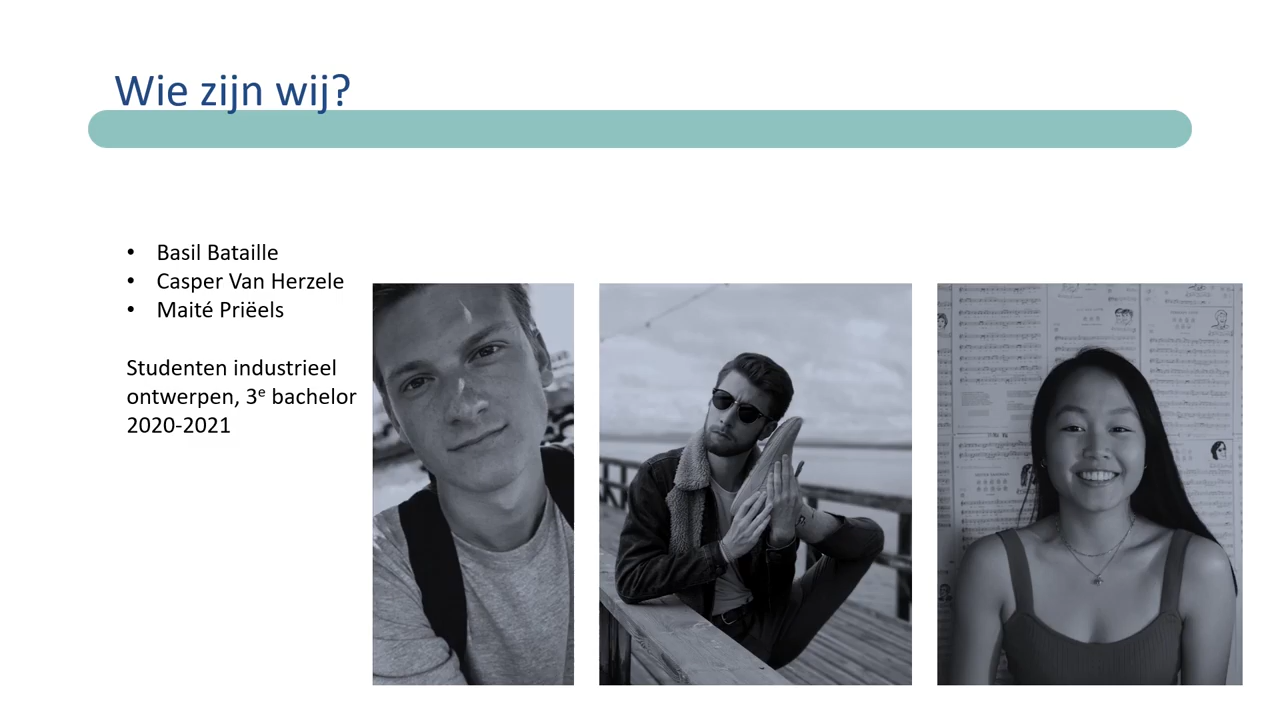 Wie zijn wij?
• Basil Bataille
• Casper Van Herzele
• Maité Priëels
Studenten industrieel
ontwerpen, 3e bachelor
2020-2021